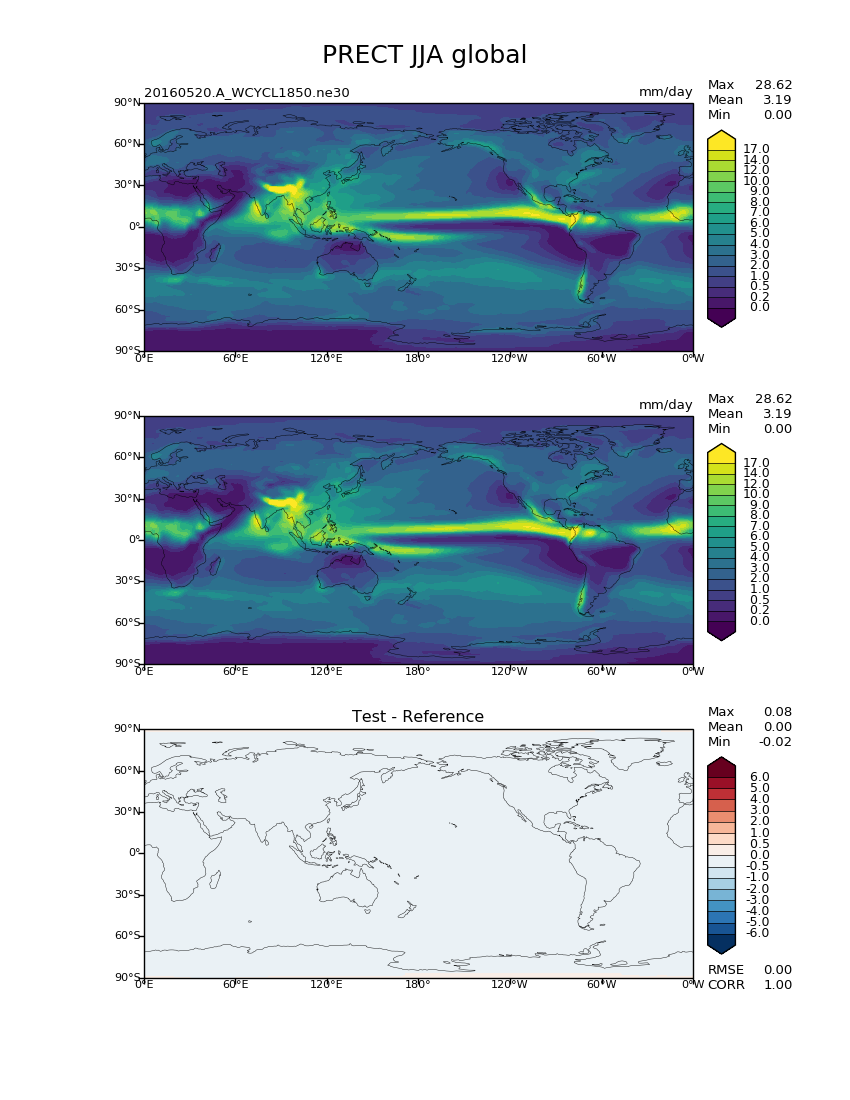 PRECT JJA global
20160520.A_WCYCL1850.ne30
mm/day
Max 28.62
Mean 3.19
Min 0.00
90°N
60°N
30°N
0°
30°S
60°S
90°S
0°E 60°E 120°E 180° 120°W 60°W 0°W
17.0
14.0
12.0
10.0
9.0
8.0
7.0
6.0
5.0
4.0
3.0
2.0
1.0
0.5
0.2
0.0
mm/day
Max 28.62
Mean 3.19
Min 0.00
90°N
60°N
30°N
0°
30°S
60°S
90°S
0°E 60°E 120°E 180° 120°W 60°W 0°W
17.0
14.0
12.0
10.0
9.0
8.0
7.0
6.0
5.0
4.0
3.0
2.0
1.0
0.5
0.2
0.0
Test - Reference
Max 0.08
Mean 0.00
Min -0.02
90°N
60°N
30°N
0°
30°S
60°S
90°S
0°E 60°E 120°E 180° 120°W 60°W 0°W
6.0
5.0
4.0
3.0
2.0
1.0
0.5
0.0
-0.5
-1.0
-2.0
-3.0
-4.0
-5.0
-6.0
RMSE 0.00
CORR 1.00